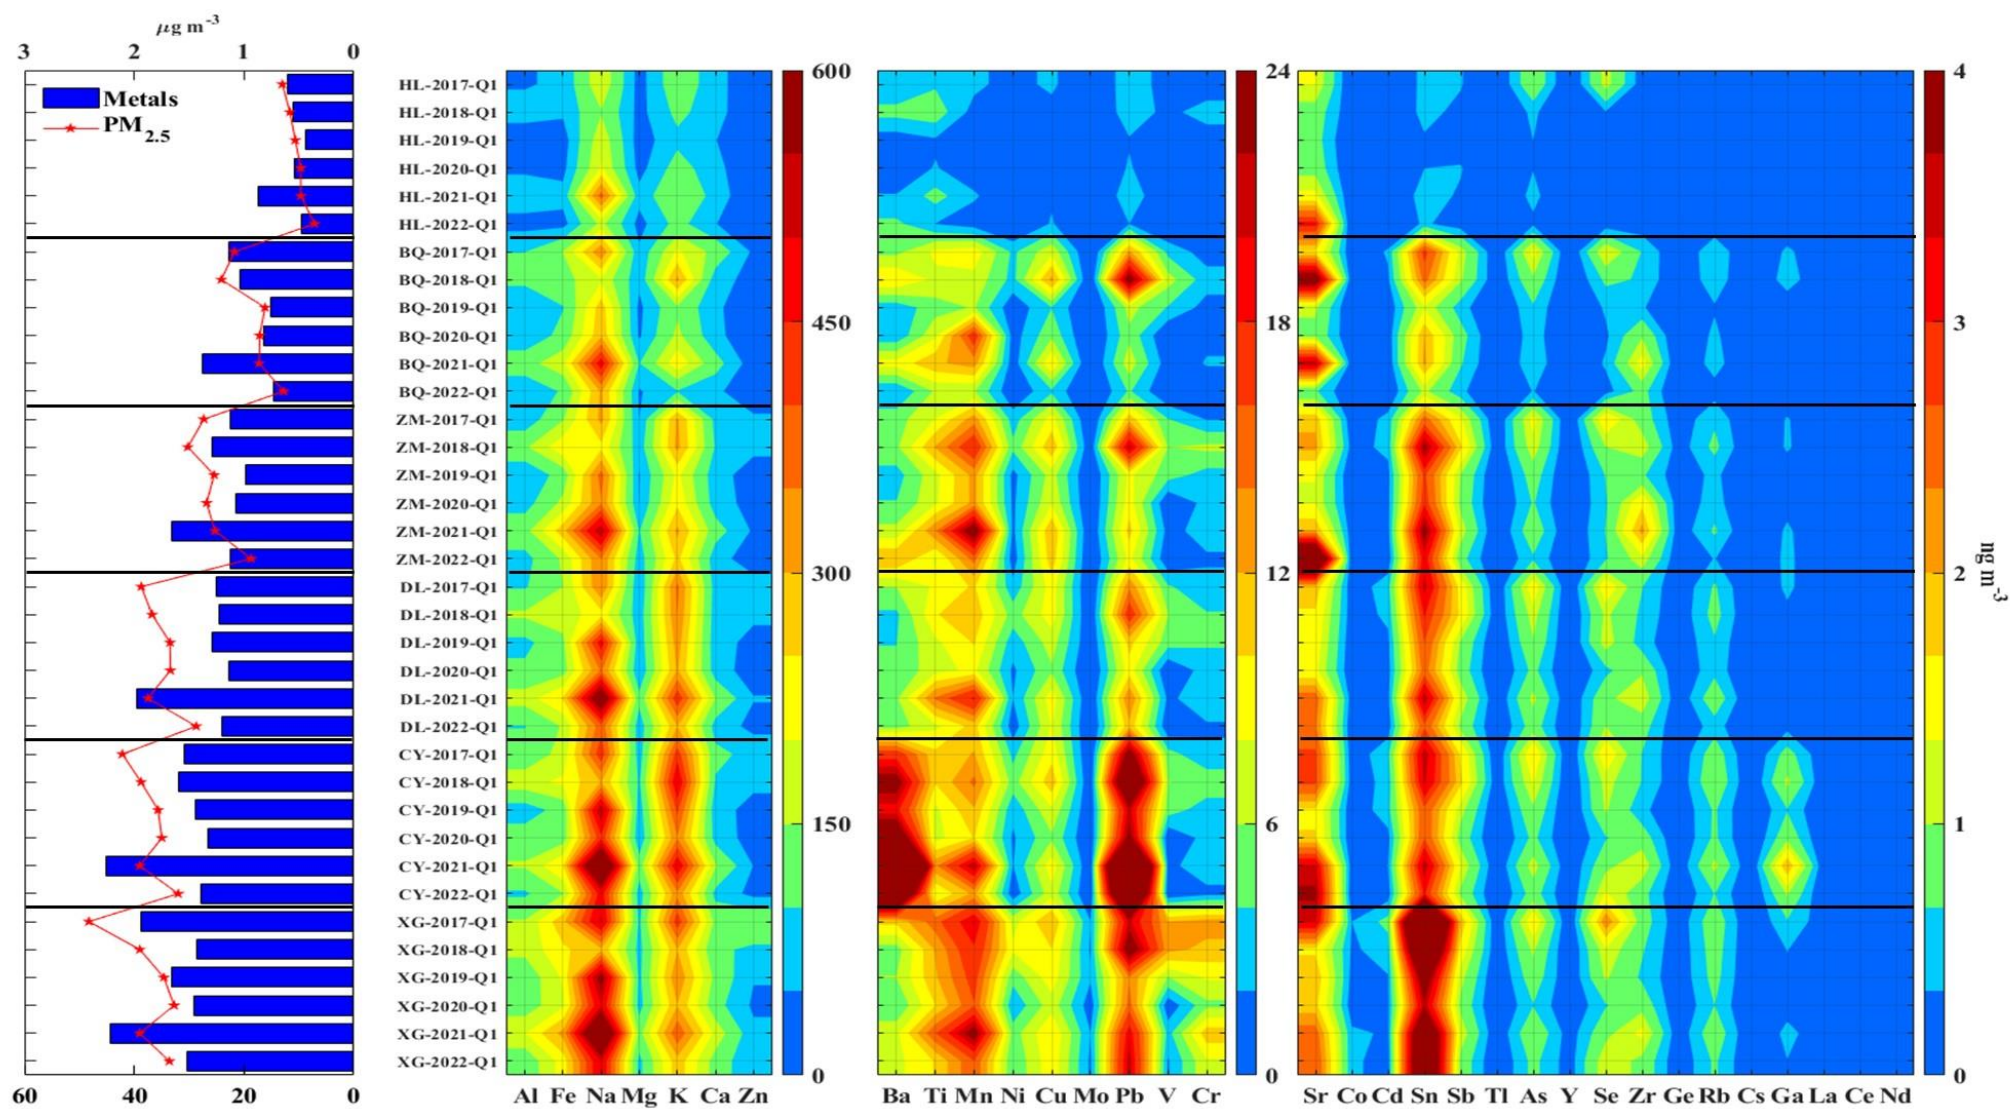 μg m-3
3 2 1 0
Metals
PM2.5
60 40 20 0
HL-2017-Q1
HL-2018-Q1
HL-2019-Q1
HL-2020-Q1
HL-2021-Q1
HL-2022-Q1
BQ-2017-Q1
BQ-2018-Q1
BQ-2019-Q1
BQ-2020-Q1
BQ-2021-Q1
BQ-2022-Q1
ZM-2017-Q1
ZM-2018-Q1
ZM-2019-Q1
ZM-2020-Q1
ZM-2021-Q1
ZM-2022-Q1
DL-2017-Q1
DL-2018-Q1
DL-2019-Q1
DL-2020-Q1
DL-2021-Q1
DL-2022-Q1
CY-2017-Q1
CY-2018-Q1
CY-2019-Q1
CY-2020-Q1
CY-2021-Q1
CY-2022-Q1
XG-2017-Q1
XG-2018-Q1
XG-2019-Q1
XG-2020-Q1
XG-2021-Q1
XG-2022-Q1
Al Fe Na Mg K Ca Zn
600
450
300
150
0
Ba Ti Mn Ni Cu Mo Pb V Cr
24
18
12
6
0
Sr Co Cd Sn Sb Tl As Y Se Zr Ge Rb Cs Ga La Ce Nd
4
3
2
1
0
ng m-3